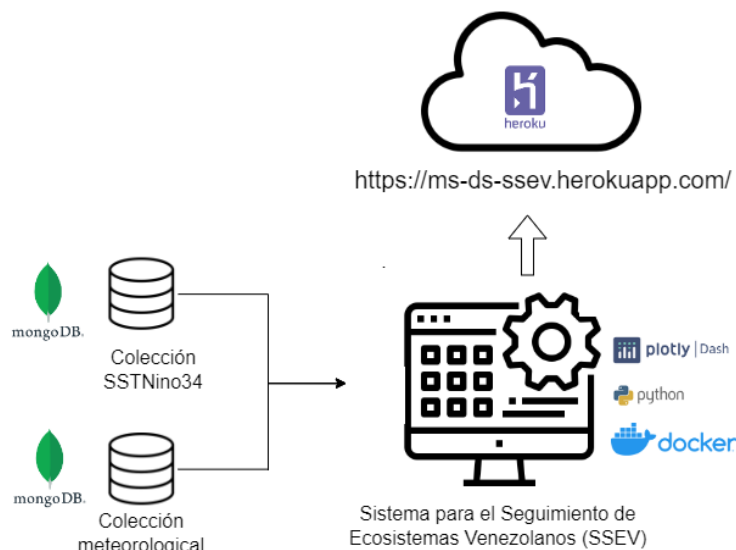 heroku
https://ms-ds-ssev.herokuapp.com/
mongoDB.
Colección
SSTNino34
plotly | Dash
python
docker
mongoDB.
Colección
meteorological
Sistema para el Seguimiento de
Ecosistemas Venezolanos (SSEV)